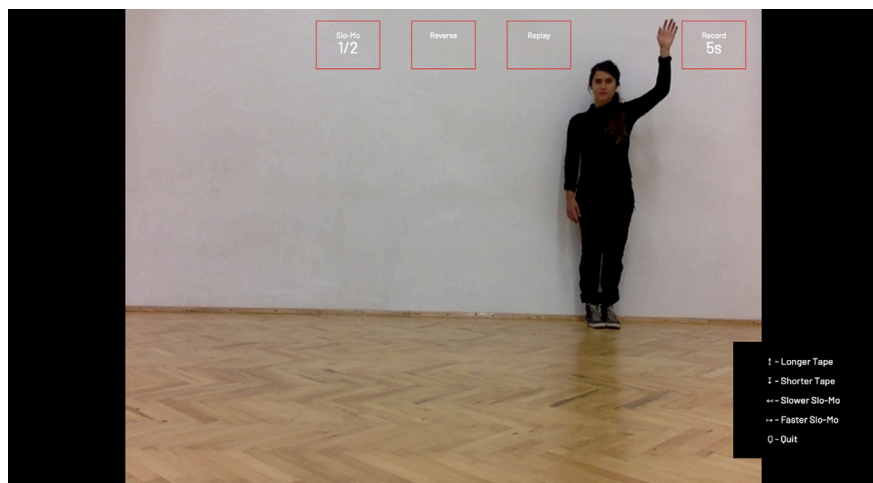 Slo-Mo
1/2
Reverse
Replay
Record
5s
↥ - Longer Tape
↧ - Shorter Tape
↤ - Slower Slo-Mo
↦ - Faster Slo-Mo
Q - Quit